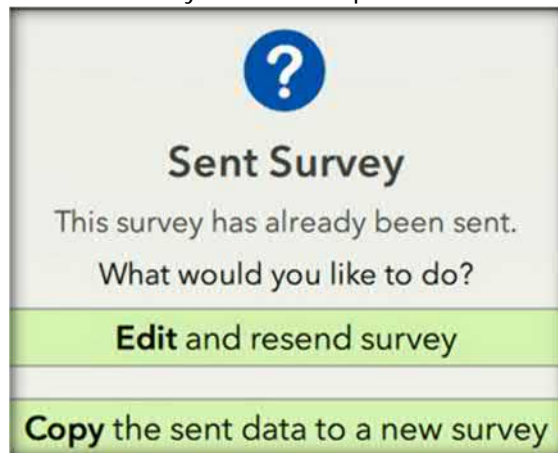 ?
Sent Survey
This survey has already been sent.
What would you like to do?
Edit and resend survey
Copy the sent data to a new survey